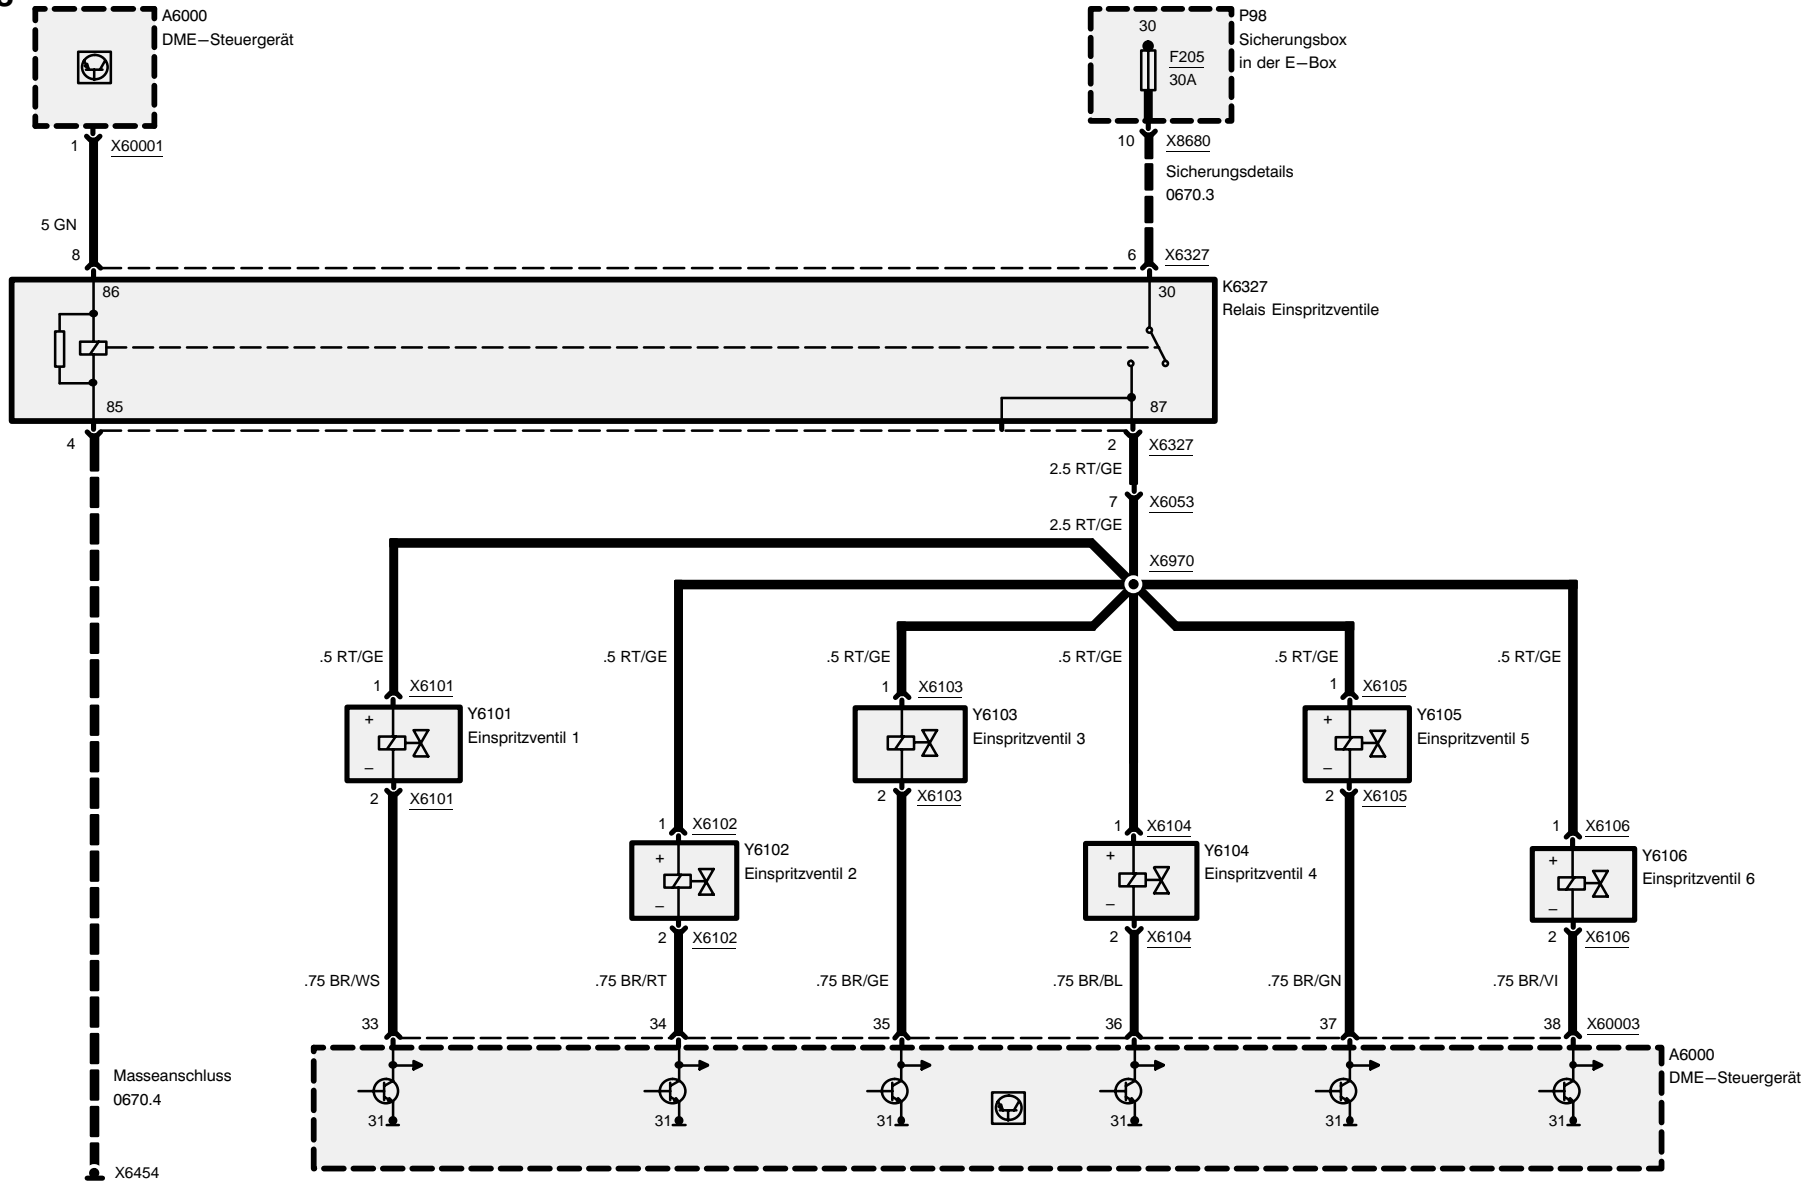 A6000
DME–Steuergerät
P98
Sicherungsbox
in der E–Box
30
F205
30A
1 X60001
10 X8680
Sicherungsdetails
0670.3
5 GN
8
6 X6327
86
30
K6327
Relais Einspritzventile
85
87
4
2 X6327
2.5 RT/GE
7 X6053
2.5 RT/GE
X6970
.5 RT/GE
.5 RT/GE
.5 RT/GE
.5 RT/GE
.5 RT/GE
.5 RT/GE
1 X6101
1 X6103
1 X6105
+
–
Y6101
Einspritzventil 1
Y6103
Einspritzventil 3
+
–
Y6105
Einspritzventil 5
2 X6101
2 X6103
2 X6105
1 X6102
1 X6104
1 X6106
+
–
Y6102
Einspritzventil 2
+
–
Y6104
Einspritzventil 4
+
–
Y6106
Einspritzventil 6
2 X6102
2 X6104
2 X6106
.75 BR/WS
.75 BR/RT
.75 BR/GE
.75 BR/BL
.75 BR/GN
.75 BR/VI
33
34
35
36
37
38 X60003
A6000
DME–Steuergerät
Masseanschluss
0670.4
31
31
31
31
31
31
X6454